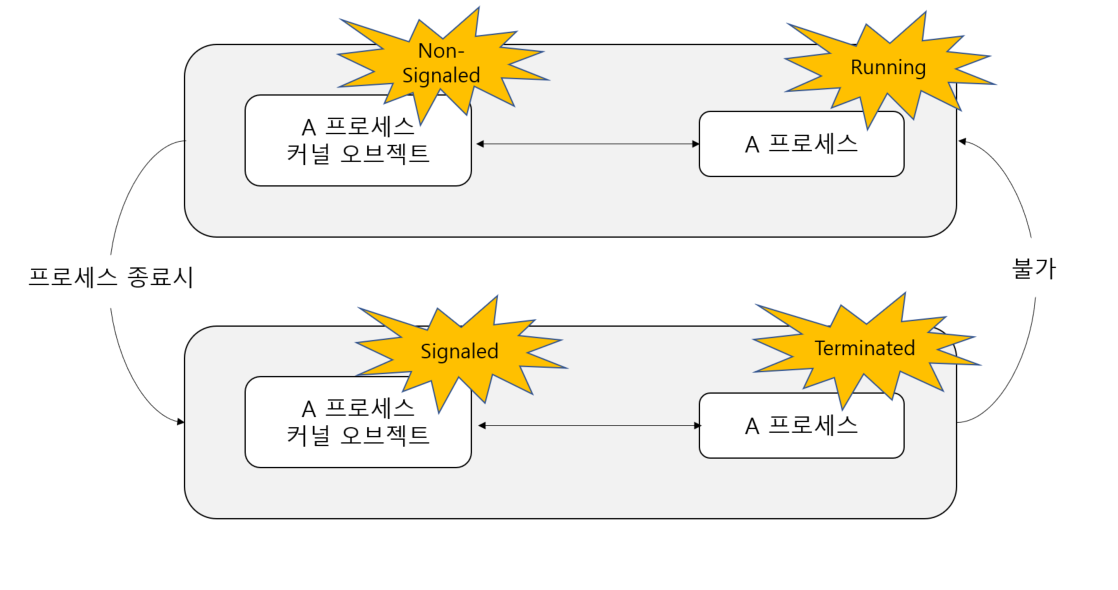 Non-
Signaled
Running
A 프로세스
커널 오브젝트
A 프로세스
프로세스 종료시
불가
Signaled
Terminated
A 프로세스
커널 오브젝트
A 프로세스